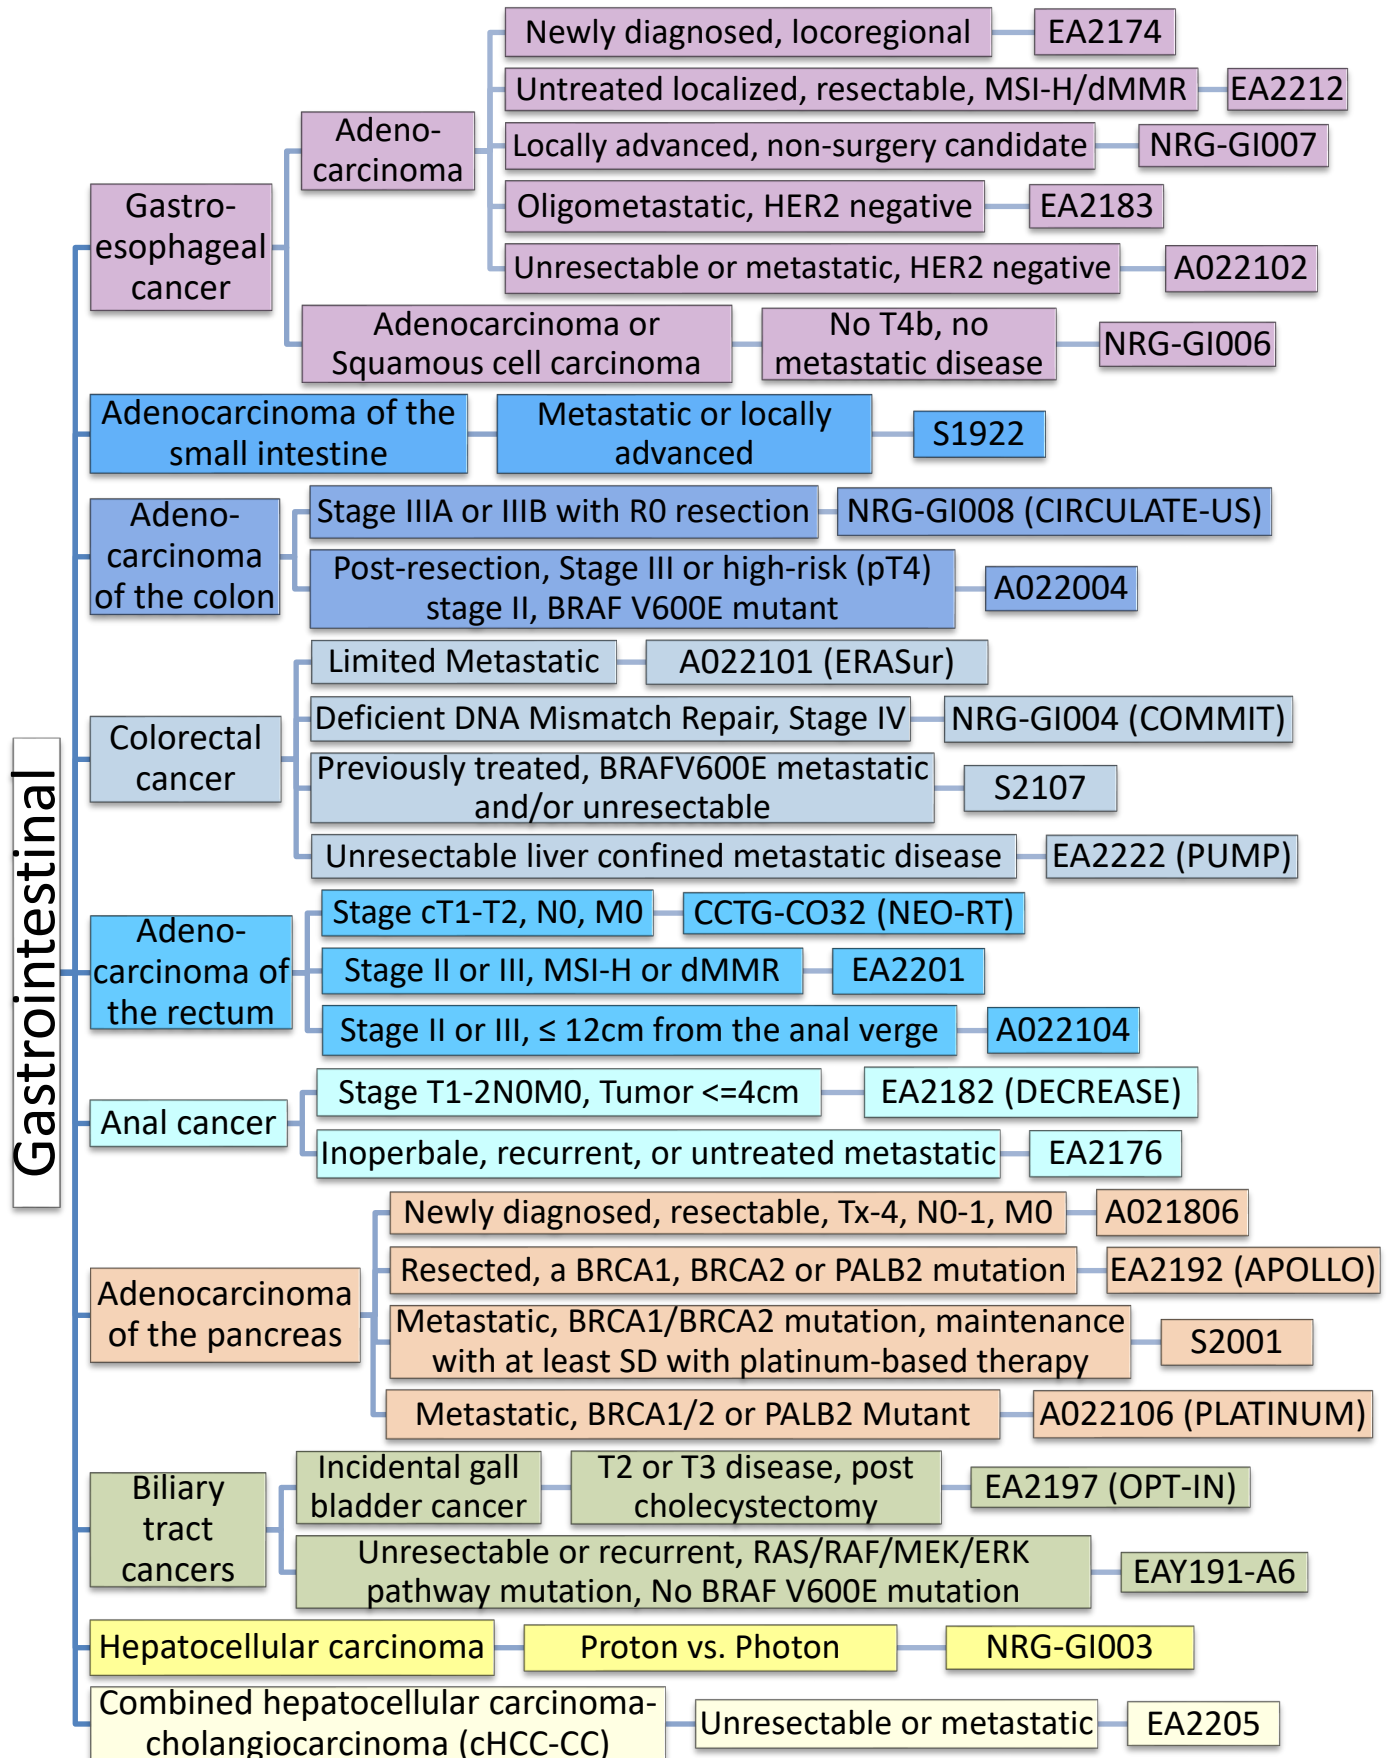 Gastrointestinal
Gastro-
esophageal
cancer
Adeno-
carcinoma
Newly diagnosed, locoregional
EA2174
Untreated localized, resectable, MSI-H/dMMR
EA2212
Locally advanced, non-surgery candidate
NRG-GI007
Oligometastatic, HER2 negative
EA2183
Unresectable or metastatic, HER2 negative
A022102
Adenocarcinoma or
Squamous cell carcinoma
No T4b, no
metastatic disease
NRG-GI006
Adenocarcinoma of the
small intestine
Metastatic or locally
advanced
S1922
Adeno-
carcinoma
of the colon
Stage IIIA or IIIB with R0 resection
NRG-GI008 (CIRCULATE-US)
Post-resection, Stage III or high-risk (pT4)
stage II, BRAF V600E mutant
A022004
Colorectal
cancer
Limited Metastatic
A022101 (ERASur)
Deficient DNA Mismatch Repair, Stage IV
NRG-GI004 (COMMIT)
Previously treated, BRAFV600E metastatic
and/or unresectable
S2107
Unresectable liver confined metastatic disease
EA2222 (PUMP)
Adeno-
carcinoma of
the rectum
Stage cT1-T2, N0, M0
CCTG-CO32 (NEO-RT)
Stage II or III, MSI-H or dMMR
EA2201
Stage II or III, ≤ 12cm from the anal verge
A022104
Anal cancer
Stage T1-2N0M0, Tumor <=4cm
EA2182 (DECREASE)
Inoperbale, recurrent, or untreated metastatic
EA2176
Adenocarcinoma
of the pancreas
Newly diagnosed, resectable, Tx-4, N0-1, M0
A021806
Resected, a BRCA1, BRCA2 or PALB2 mutation
EA2192 (APOLLO)
Metastatic, BRCA1/BRCA2 mutation, maintenance
with at least SD with platinum-based therapy
S2001
Metastatic, BRCA1/2 or PALB2 Mutant
A022106 (PLATINUM)
Biliary
tract
cancers
Incidental gall
bladder cancer
T2 or T3 disease, post
cholecystectomy
EA2197 (OPT-IN)
Unresectable or recurrent, RAS/RAF/MEK/ERK
pathway mutation, No BRAF V600E mutation
EAY191-A6
Hepatocellular carcinoma
Proton vs. Photon
NRG-GI003
Combined hepatocellular carcinoma-
cholangiocarcinoma (cHCC-CC)
Unresectable or metastatic
EA2205